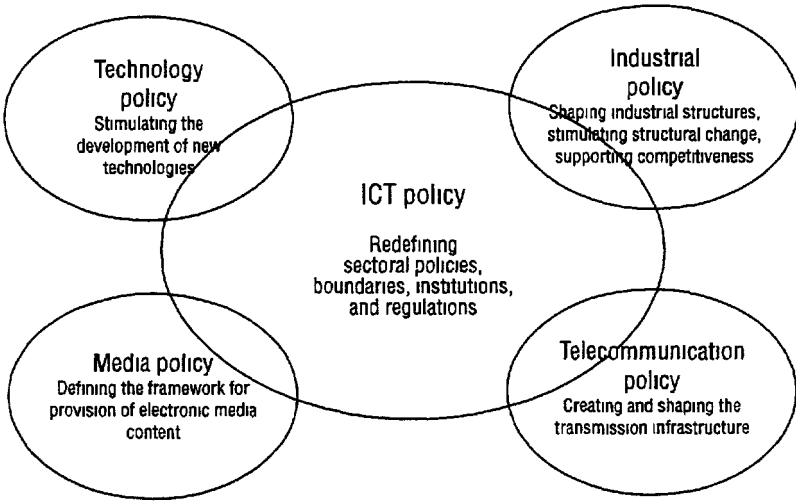 Technology
policy
Stimulating the
development of new
technologies
Industrial
policy
Shaping industrial structures,
stimulating structural change,
supporting competitiveness
ICT policy
Redefining
sectoral policies,
boundaries, institutions,
and regulations
Media policy
Defining the framework for
provision of electronic media
content
Telecommunication
policy
Creating and shaping the
transmission infrastructure